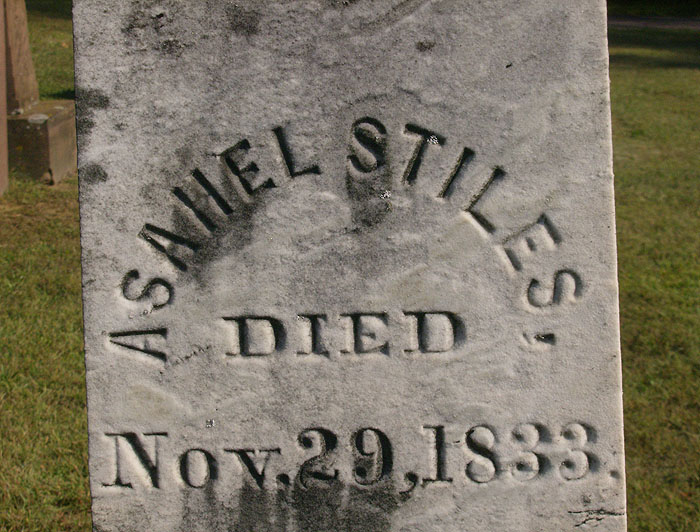 ASAHEL STILES,
DIED
Nov. 29, 1833.